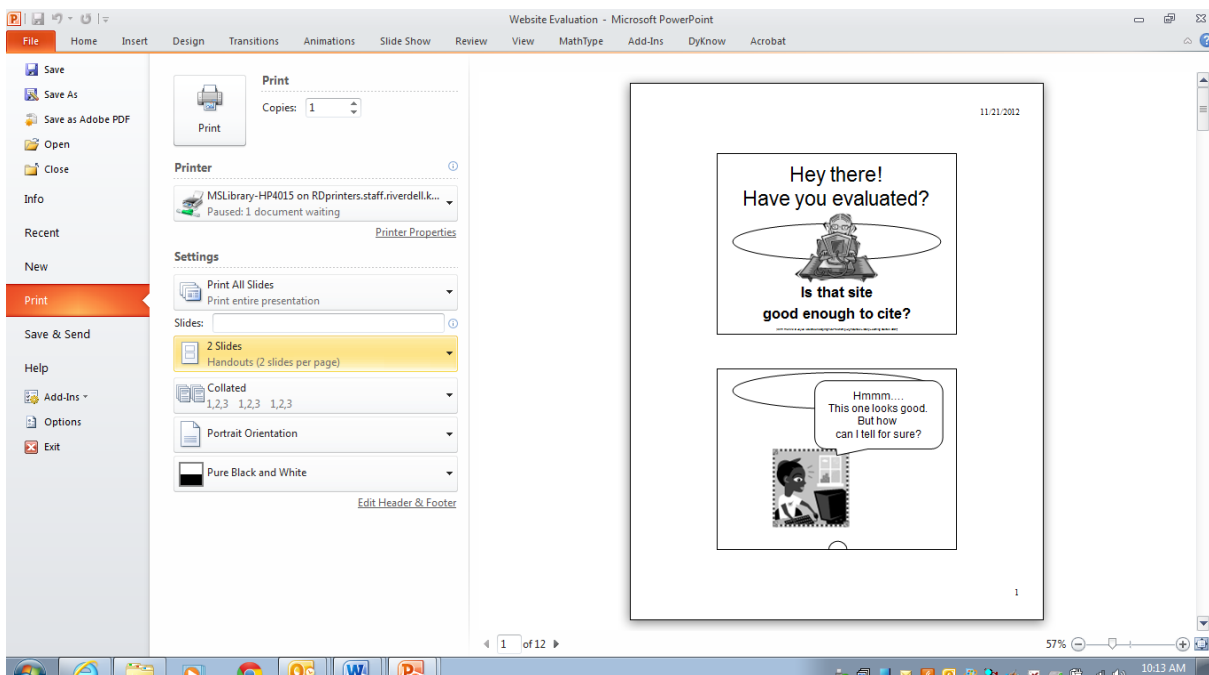 Website Evaluation - Microsoft PowerPoint
File Home Insert Design Transitions Animations Slide Show Review View MathType Add-Ins DyKnow Acrobat
Save
Save As
Save as Adobe PDF
Open
Close
Info
Recent
New
Print
Save & Send
Help
Add-Ins
Options
Exit
Print
Print
Copies: 1
Printer
MSLibrary-HP4015 on RDprinters.staff.riverdell.k...
Paused: 1 document waiting
Printer Properties
Settings
Print All Slides
Print entire presentation
Slides:
2 Slides
Handouts (2 slides per page)
Collated
1,2,3 1,2,3 1,2,3
Portrait Orientation
Pure Black and White
Edit Header & Footer
11/21/2012
Hey there!
Have you evaluated?
Is that site
good enough to cite?
Hmmm....
This one looks good.
But how
can I tell for sure?
1
1 of 12
57%
10:13 AM